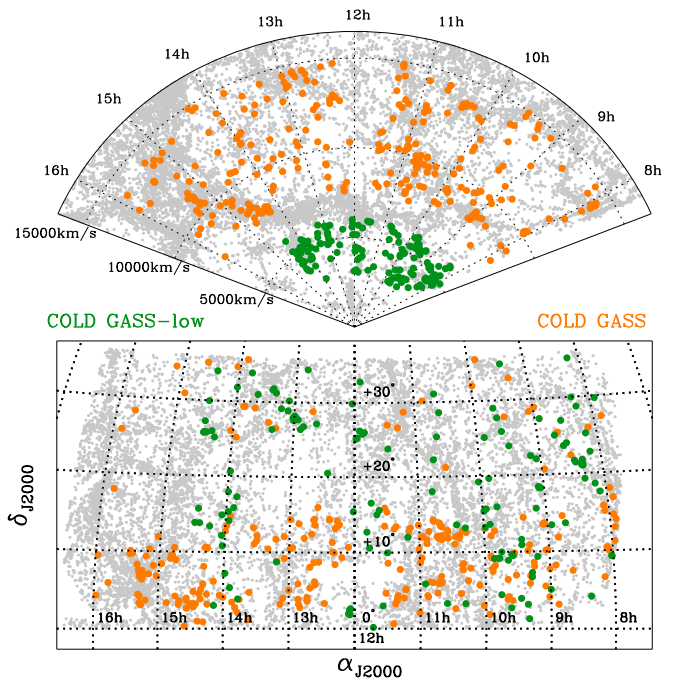 12h
13h
11h
14h
10h
15h
9h
16h
8h
15000km/s
10000km/s
5000km/s
COLD GASS-low
COLD GASS
+30°
+20°
+10°
0°
16h
15h
14h
13h
11h
10h
9h
8h
12h
δJ2000
αJ2000